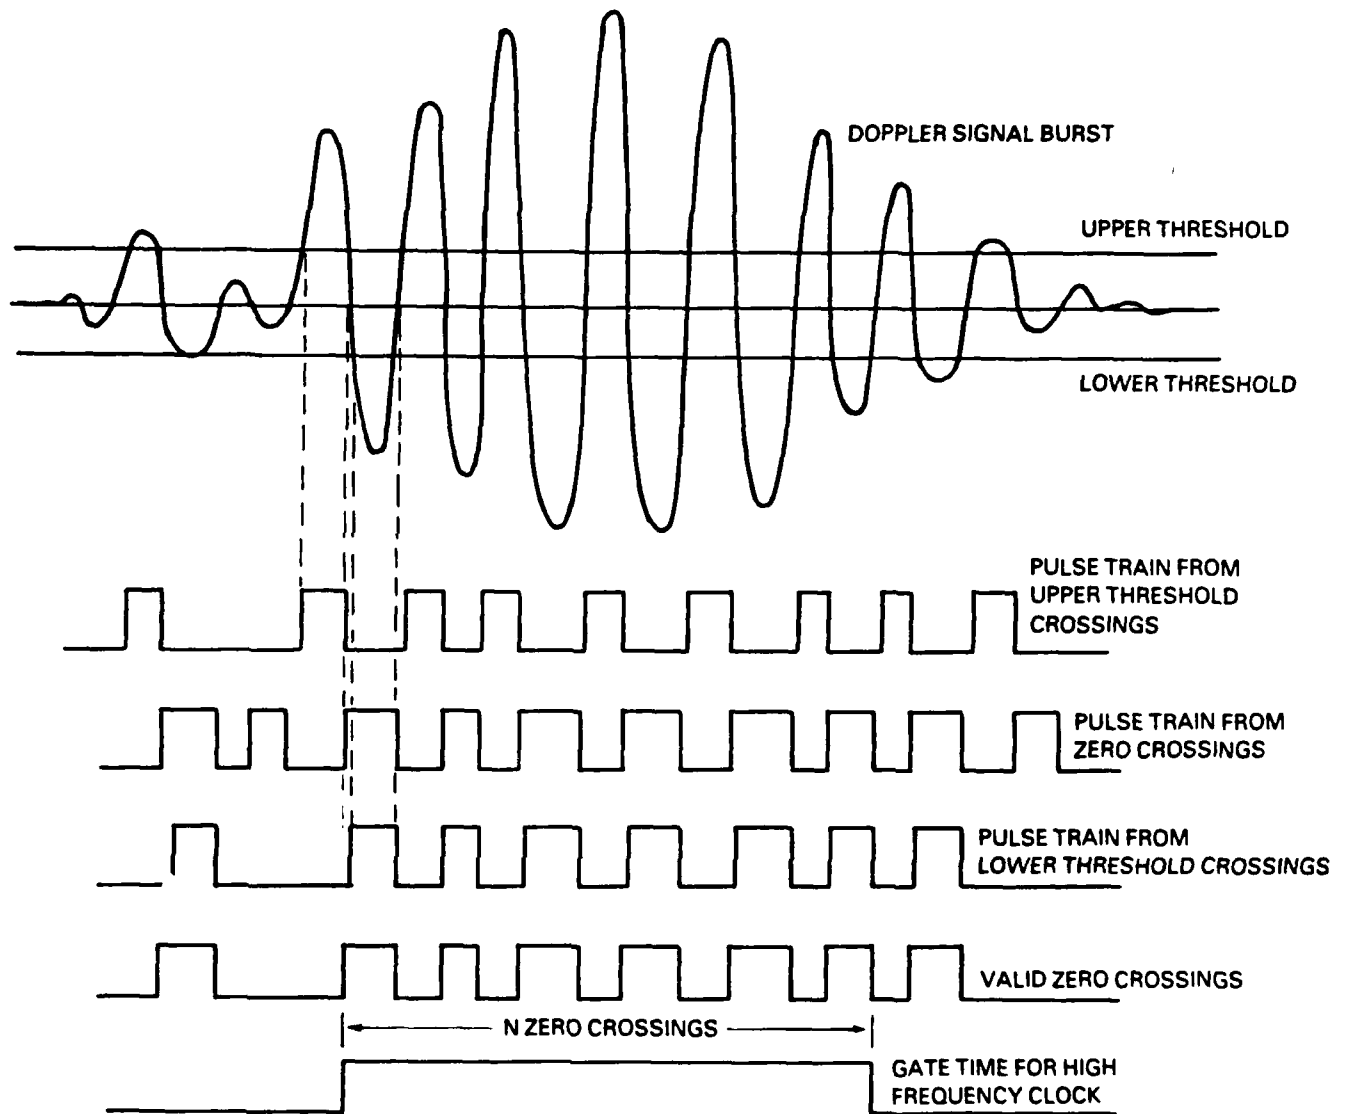 DOPPLER SIGNAL BURST
UPPER THRESHOLD
LOWER THRESHOLD
PULSE TRAIN FROM
UPPER THRESHOLD
CROSSINGS
PULSE TRAIN FROM
ZERO CROSSINGS
PULSE TRAIN FROM
LOWER THRESHOLD CROSSINGS
VALID ZERO CROSSINGS
N ZERO CROSSINGS
GATE TIME FOR HIGH
FREQUENCY CLOCK